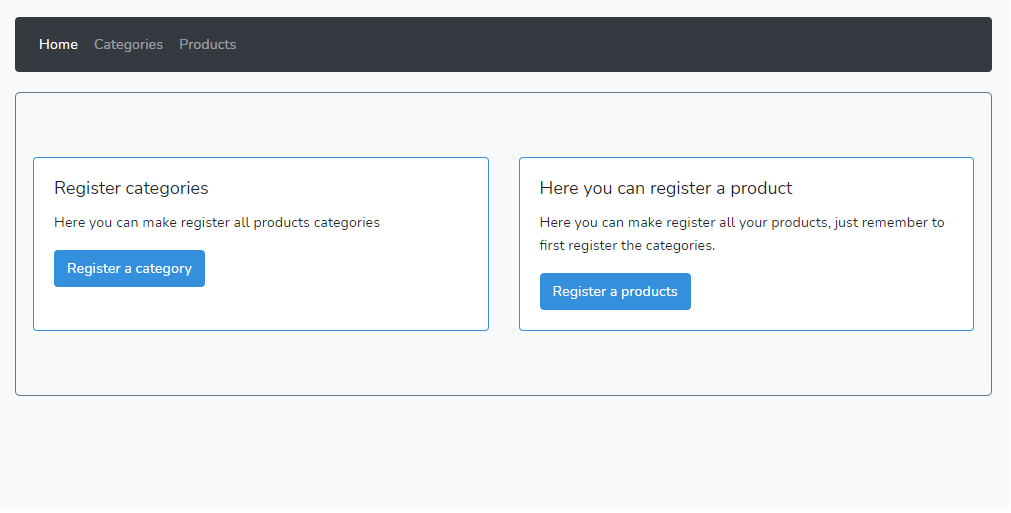 Home Categories Products
Register categories
Here you can make register all products categories
Register a category
Here you can register a product
Here you can make register all your products, just remember to
first register the categories.
Register a products